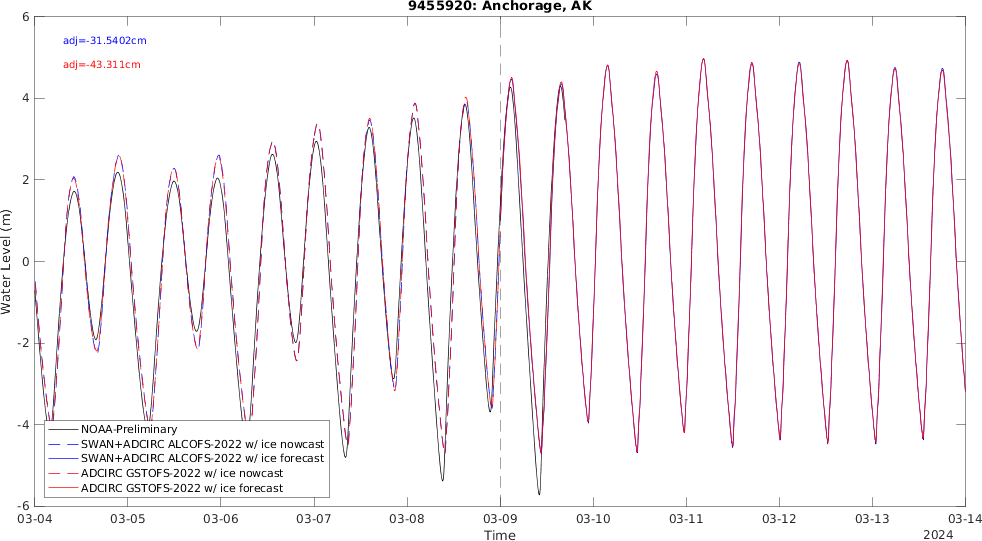 9455920: Anchorage, AK
adj=-31.5402cm
adj=-43.311cm
Water Level (m)
6
4
2
0
-2
-4
-6
NOAA-Preliminary
SWAN+ADCIRC ALCOFS-2022 w/ ice nowcast
SWAN+ADCIRC ALCOFS-2022 w/ ice forecast
ADCIRC GSTOFS-2022 w/ ice nowcast
ADCIRC GSTOFS-2022 w/ ice forecast
03-04 03-05 03-06 03-07 03-08 03-09 03-10 03-11 03-12 03-13 03-14
Time
2024